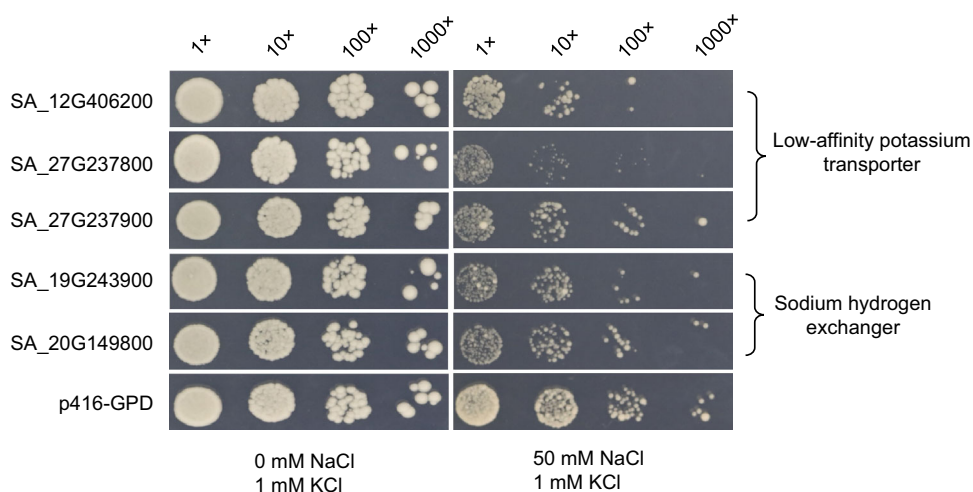 1× 10× 100× 1000× 1× 10× 100× 1000×
SA_12G406200
SA_27G237800
SA_27G237900
Low-affinity potassium
transporter
SA_19G243900
SA_20G149800
Sodium hydrogen
exchanger
p416-GPD
0 mM NaCl
1 mM KCl
50 mM NaCl
1 mM KCl